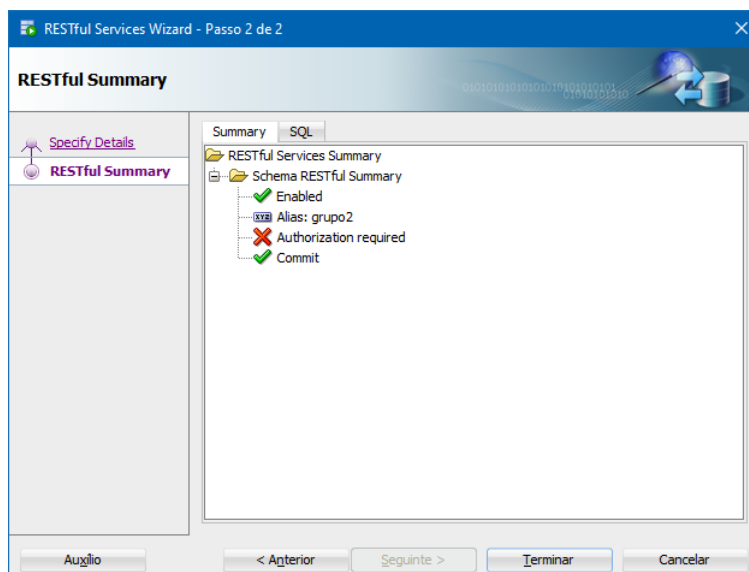 RESTful Services Wizard - Passo 2 de 2
RESTful Summary
Specify Details
RESTful Summary
Summary
SQL
RESTful Services Summary
Schema RESTful Summary
Enabled
XYZ Alias: grupo2
Authorization required
Commit
Auxílio
< Anterior
Seguinte >
Terminar
Cancelar